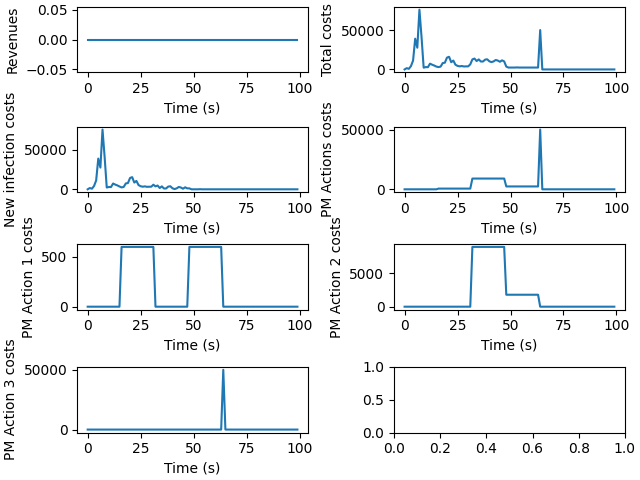 Revenues
0.05
0.00
−0.05
0 25 50 75 100
Time (s)
Total costs
50000
0
0 25 50 75 100
Time (s)
New infection costs
50000
0
0 25 50 75 100
Time (s)
PM Actions costs
50000
0
0 25 50 75 100
Time (s)
PM Action 1 costs
500
0
0 25 50 75 100
Time (s)
PM Action 2 costs
5000
0
0 25 50 75 100
Time (s)
PM Action 3 costs
50000
0
0 25 50 75 100
Time (s)
1.0
0.5
0.0
0.0 0.2 0.4 0.6 0.8 1.0